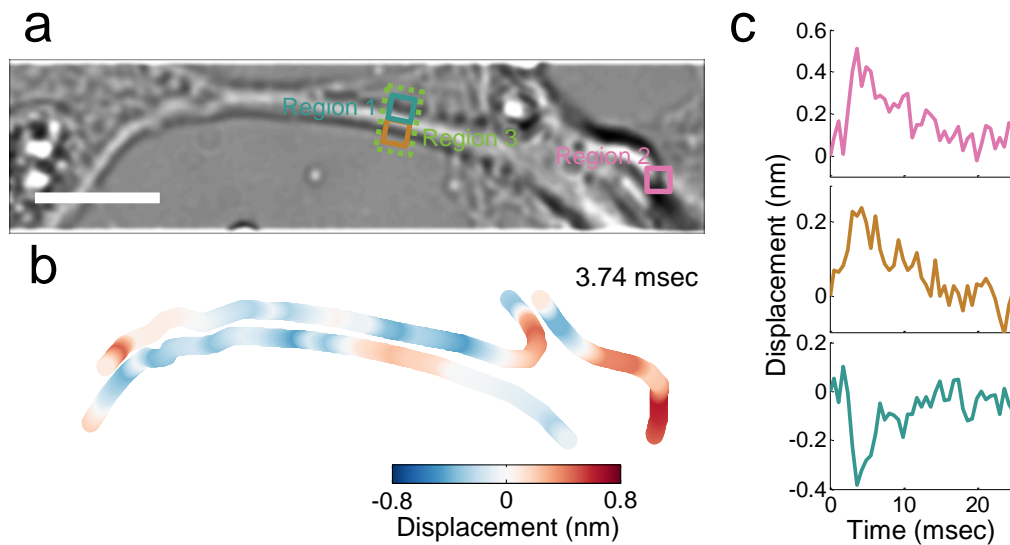 a
Region 1
Region 3
Region 2
b
3.74 msec
-0.8
0
0.8
Displacement (nm)
c
0.6
0.4
0.2
0
0.2
0
0.2
0
-0.2
-0.4
Displacement (nm)
0
10
20
Time (msec)